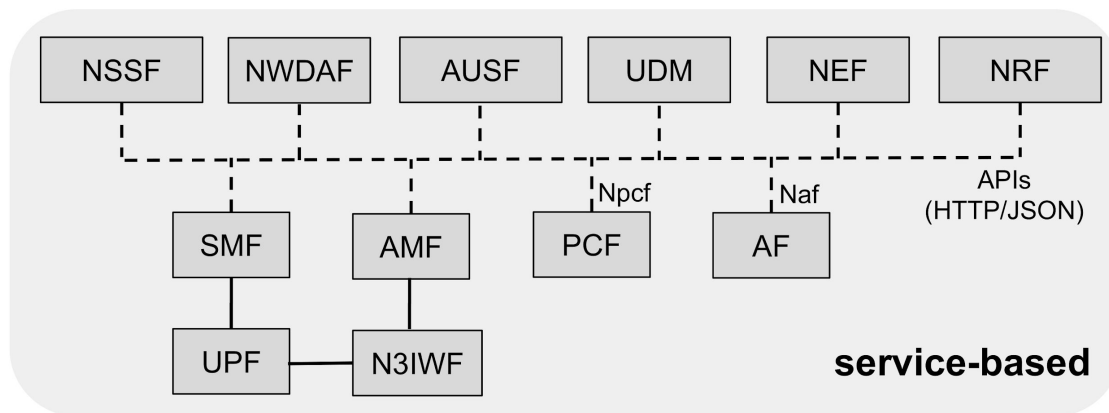 NSSF
NWDAF
AUSF
UDM
NEF
NRF
Npcf
Naf
APIs
(HTTP/JSON)
SMF
AMF
PCF
AF
UPF
N3IWF
service-based